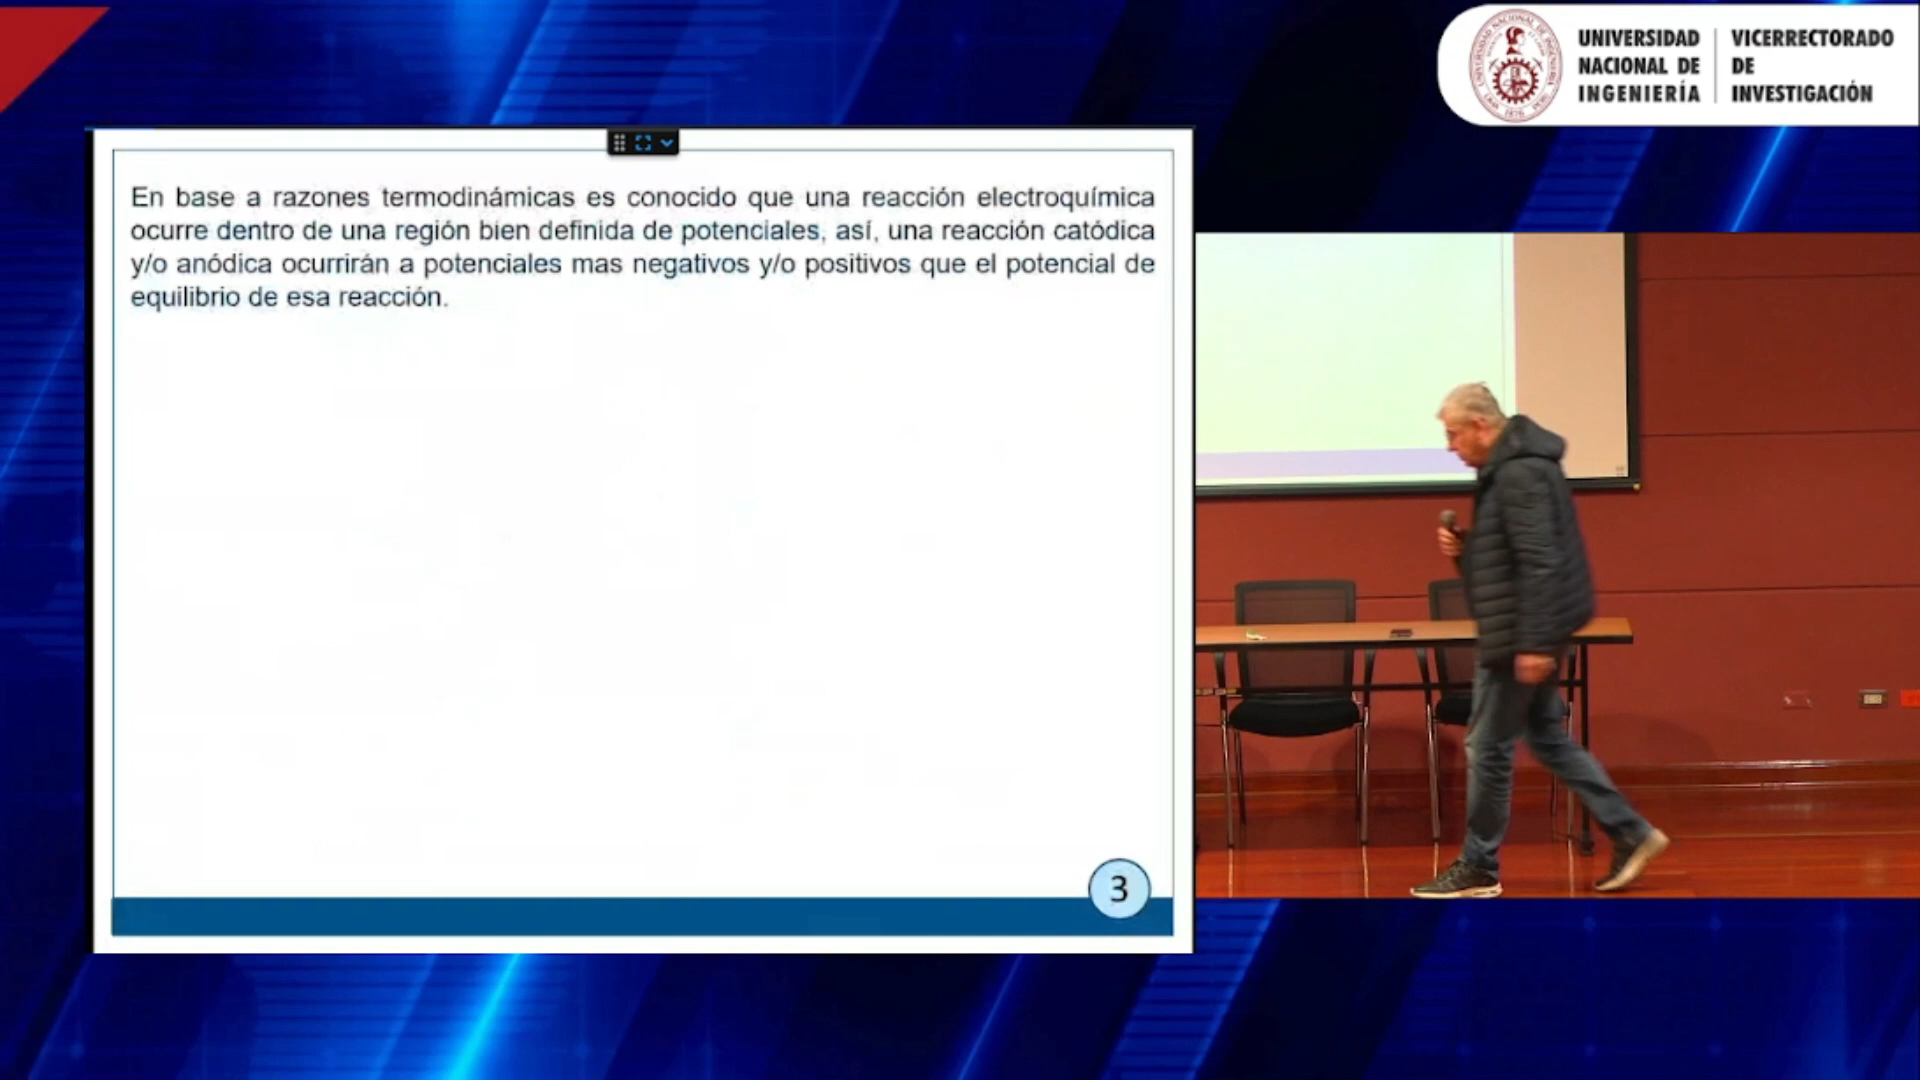 UNIVERSIDAD
NACIONAL DE
INGENIERÍA
VICERRECTORADO
DE
INVESTIGACIÓN
En base a razones termodinámicas es conocido que una reacción electroquímica
ocurre dentro de una región bien definida de potenciales, así, una reacción catódica
y/o anódica ocurrirán a potenciales mas negativos y/o positivos que el potencial de
equilibrio de esa reacción.
3